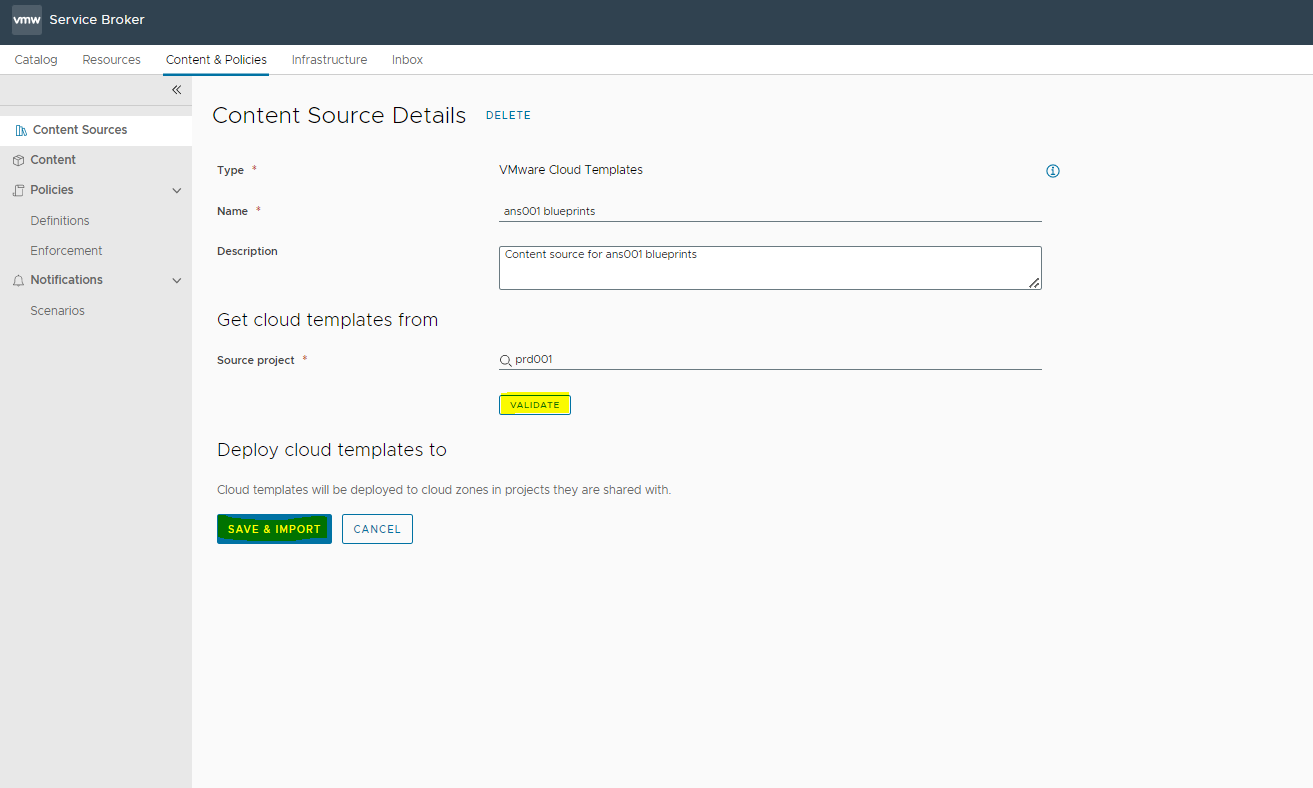 vmw Service Broker
Catalog Resources Content & Policies Infrastructure Inbox
Content Sources
Content
Policies
Definitions
Enforcement
Notifications
Scenarios
Content Source Details DELETE
Type * VMware Cloud Templates
Name * ans001 blueprints
Description Content source for ans001 blueprints
Get cloud templates from
Source project * prd001
VALIDATE
Deploy cloud templates to
Cloud templates will be deployed to cloud zones in projects they are shared with.
SAVE & IMPORT CANCEL